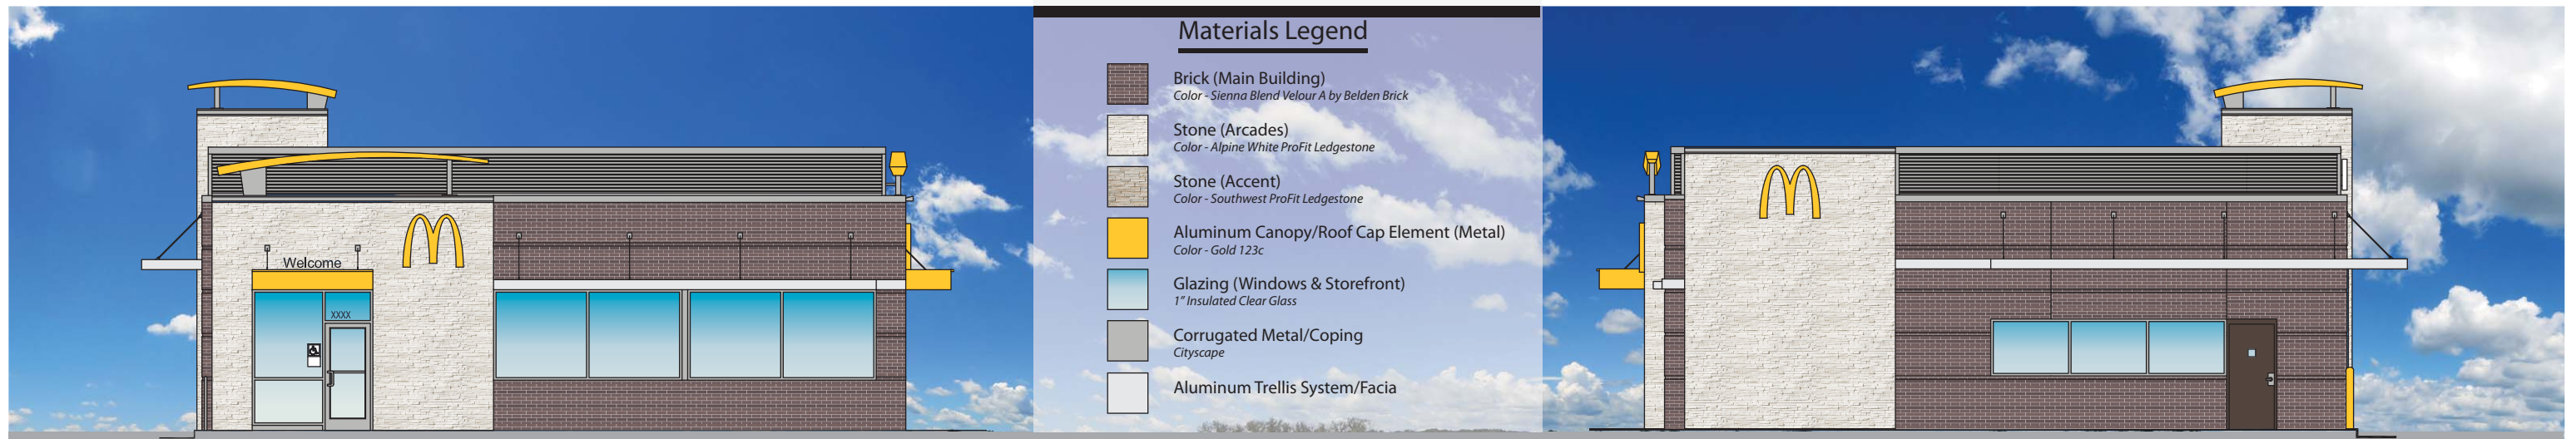 Welcome
XXXX
Materials Legend
Brick (Main Building)
Color - Sienna Blend Velour A by Belden Brick
Stone (Arcades)
Color - Alpine White ProFit Ledgestone
Stone (Accent)
Color - Southwest ProFit Ledgestone
Aluminum Canopy/Roof Cap Element (Metal)
Color - Gold 123c
Glazing (Windows & Storefront)
1" Insulated Clear Glass
Corrugated Metal/Coping
Cityscape
Aluminum Trellis System/Facia